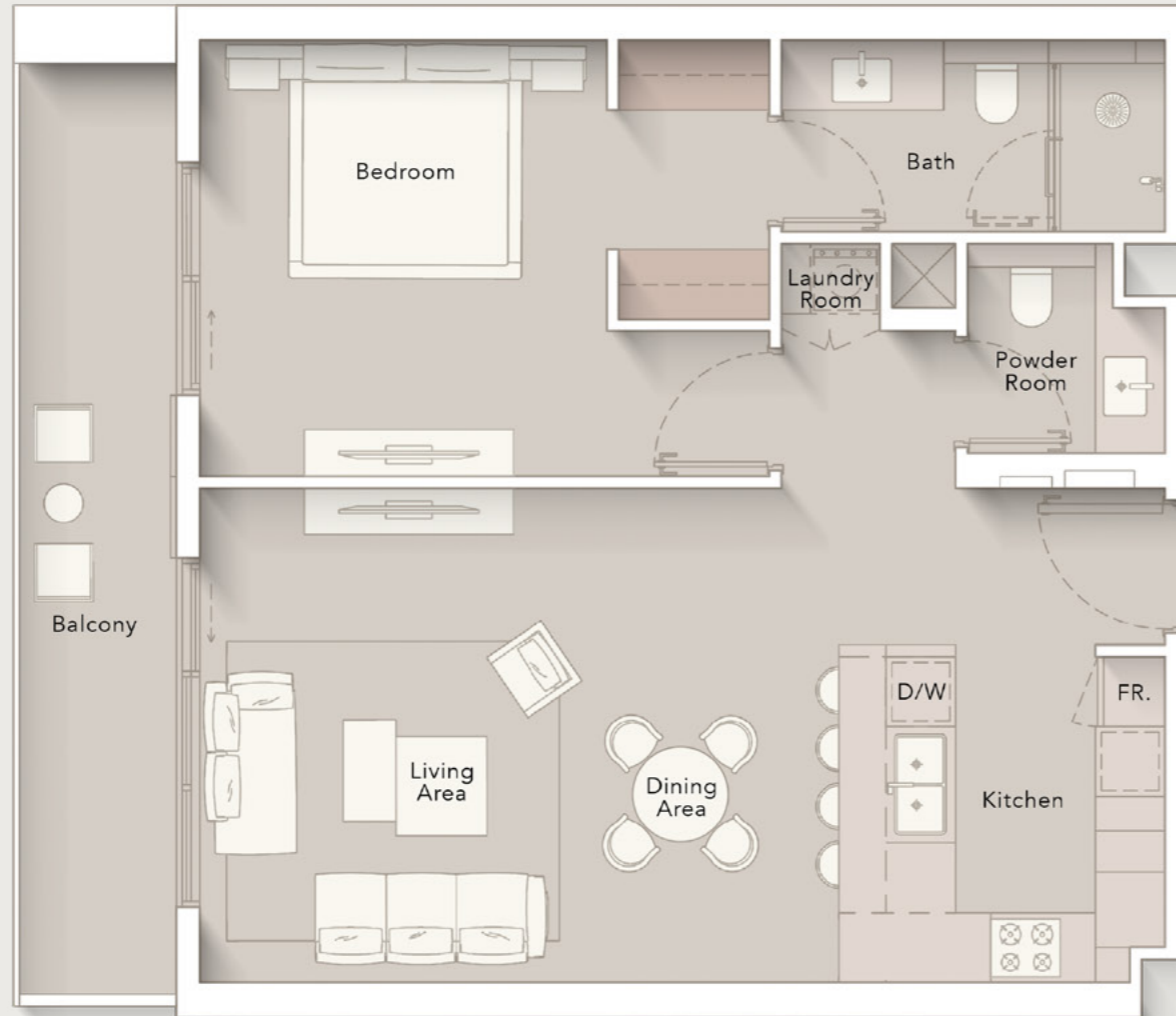 Bedroom
Bath
Laundry
Room
Powder
Room
Balcony
D/W
FR.
Living
Area
Dining
Area
Kitchen